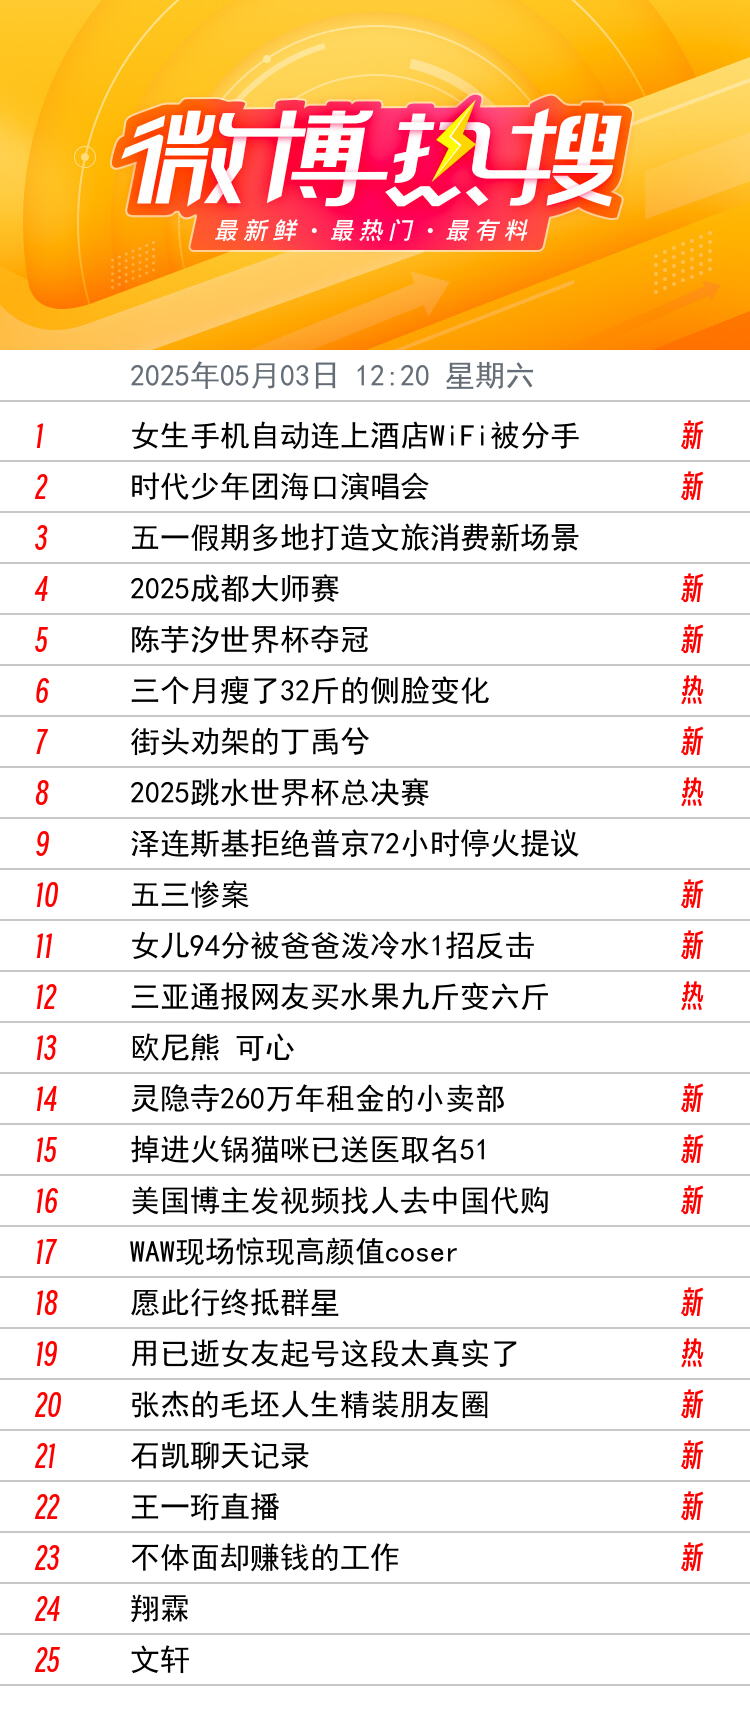 微博热搜
最新鲜·最热门·最有料
2025年05月03日 12:20 星期六
1 女生手机自动连上酒店WiFi被分手 新
2 时代少年团海口演唱会 新
3 五一假期多地打造文旅消费新场景
4 2025成都大师赛 新
5 陈芋汐世界杯夺冠 新
6 三个月瘦了32斤的侧脸变化 热
7 街头劝架的丁禹兮 新
8 2025跳水世界杯总决赛 热
9 泽连斯基拒绝普京72小时停火提议
10 五三惨案 新
11 女儿94分被爸爸泼冷水1招反击 新
12 三亚通报网友买水果九斤变六斤 热
13 欧尼熊 可心
14 灵隐寺260万年租金的小卖部 新
15 掉进火锅猫咪已送医取名51 新
16 美国博主发视频找人去中国代购 新
17 WAW现场惊现高颜值coser
18 愿此行终抵群星 新
19 用已逝女友起号这段太真实了 热
20 张杰的毛坯人生精装朋友圈 新
21 石凯聊天记录 新
22 王一珩直播 新
23 不体面却赚钱的工作 新
24 翔霖
25 文轩